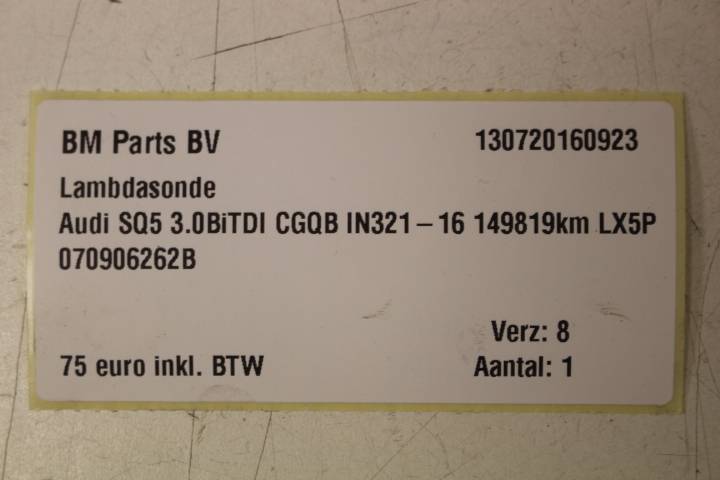 BM Parts BV 130720160923
Lambdasonde
Audi SQ5 3.0BiTDI CGQB IN321-16 149819km LX5P
070906262B
Verz: 8
75 euro inkl. BTW Aantal: 1